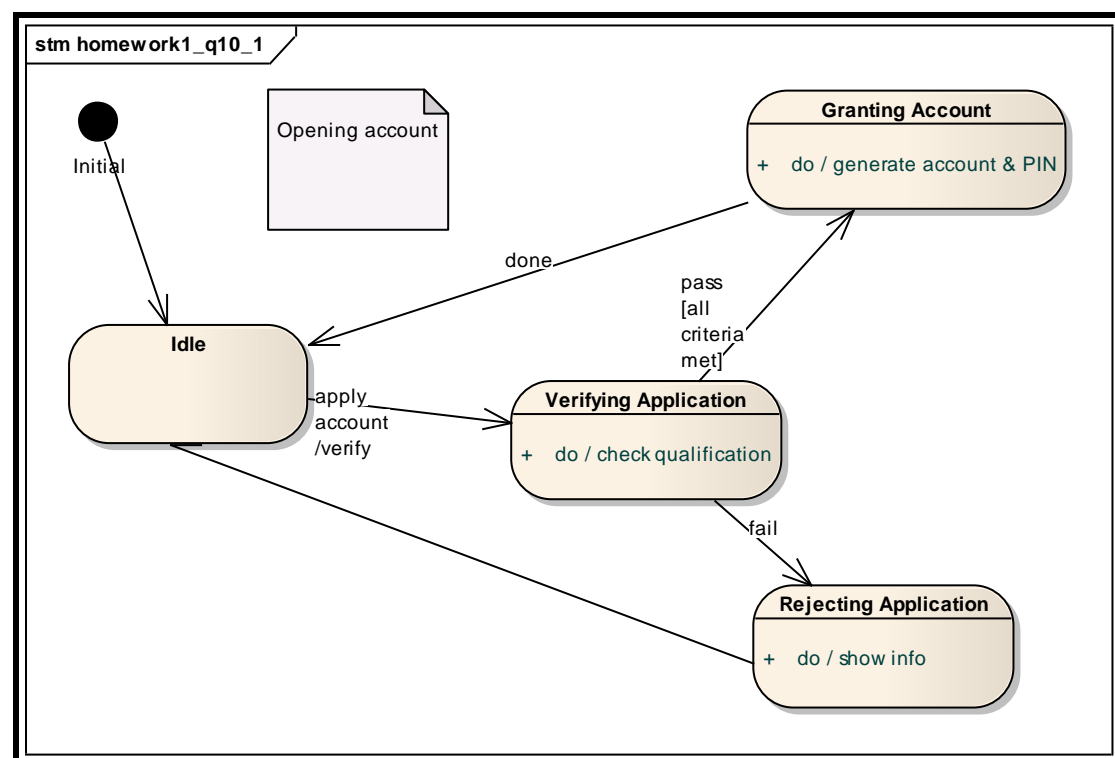 stm homework1_q10_1
Initial
Opening account
Granting Account
+ do / generate account & PIN
done
pass
[all
criteria
met]
Idle
apply
account
/verify
Verifying Application
+ do / check qualification
fail
Rejecting Application
+ do / show info